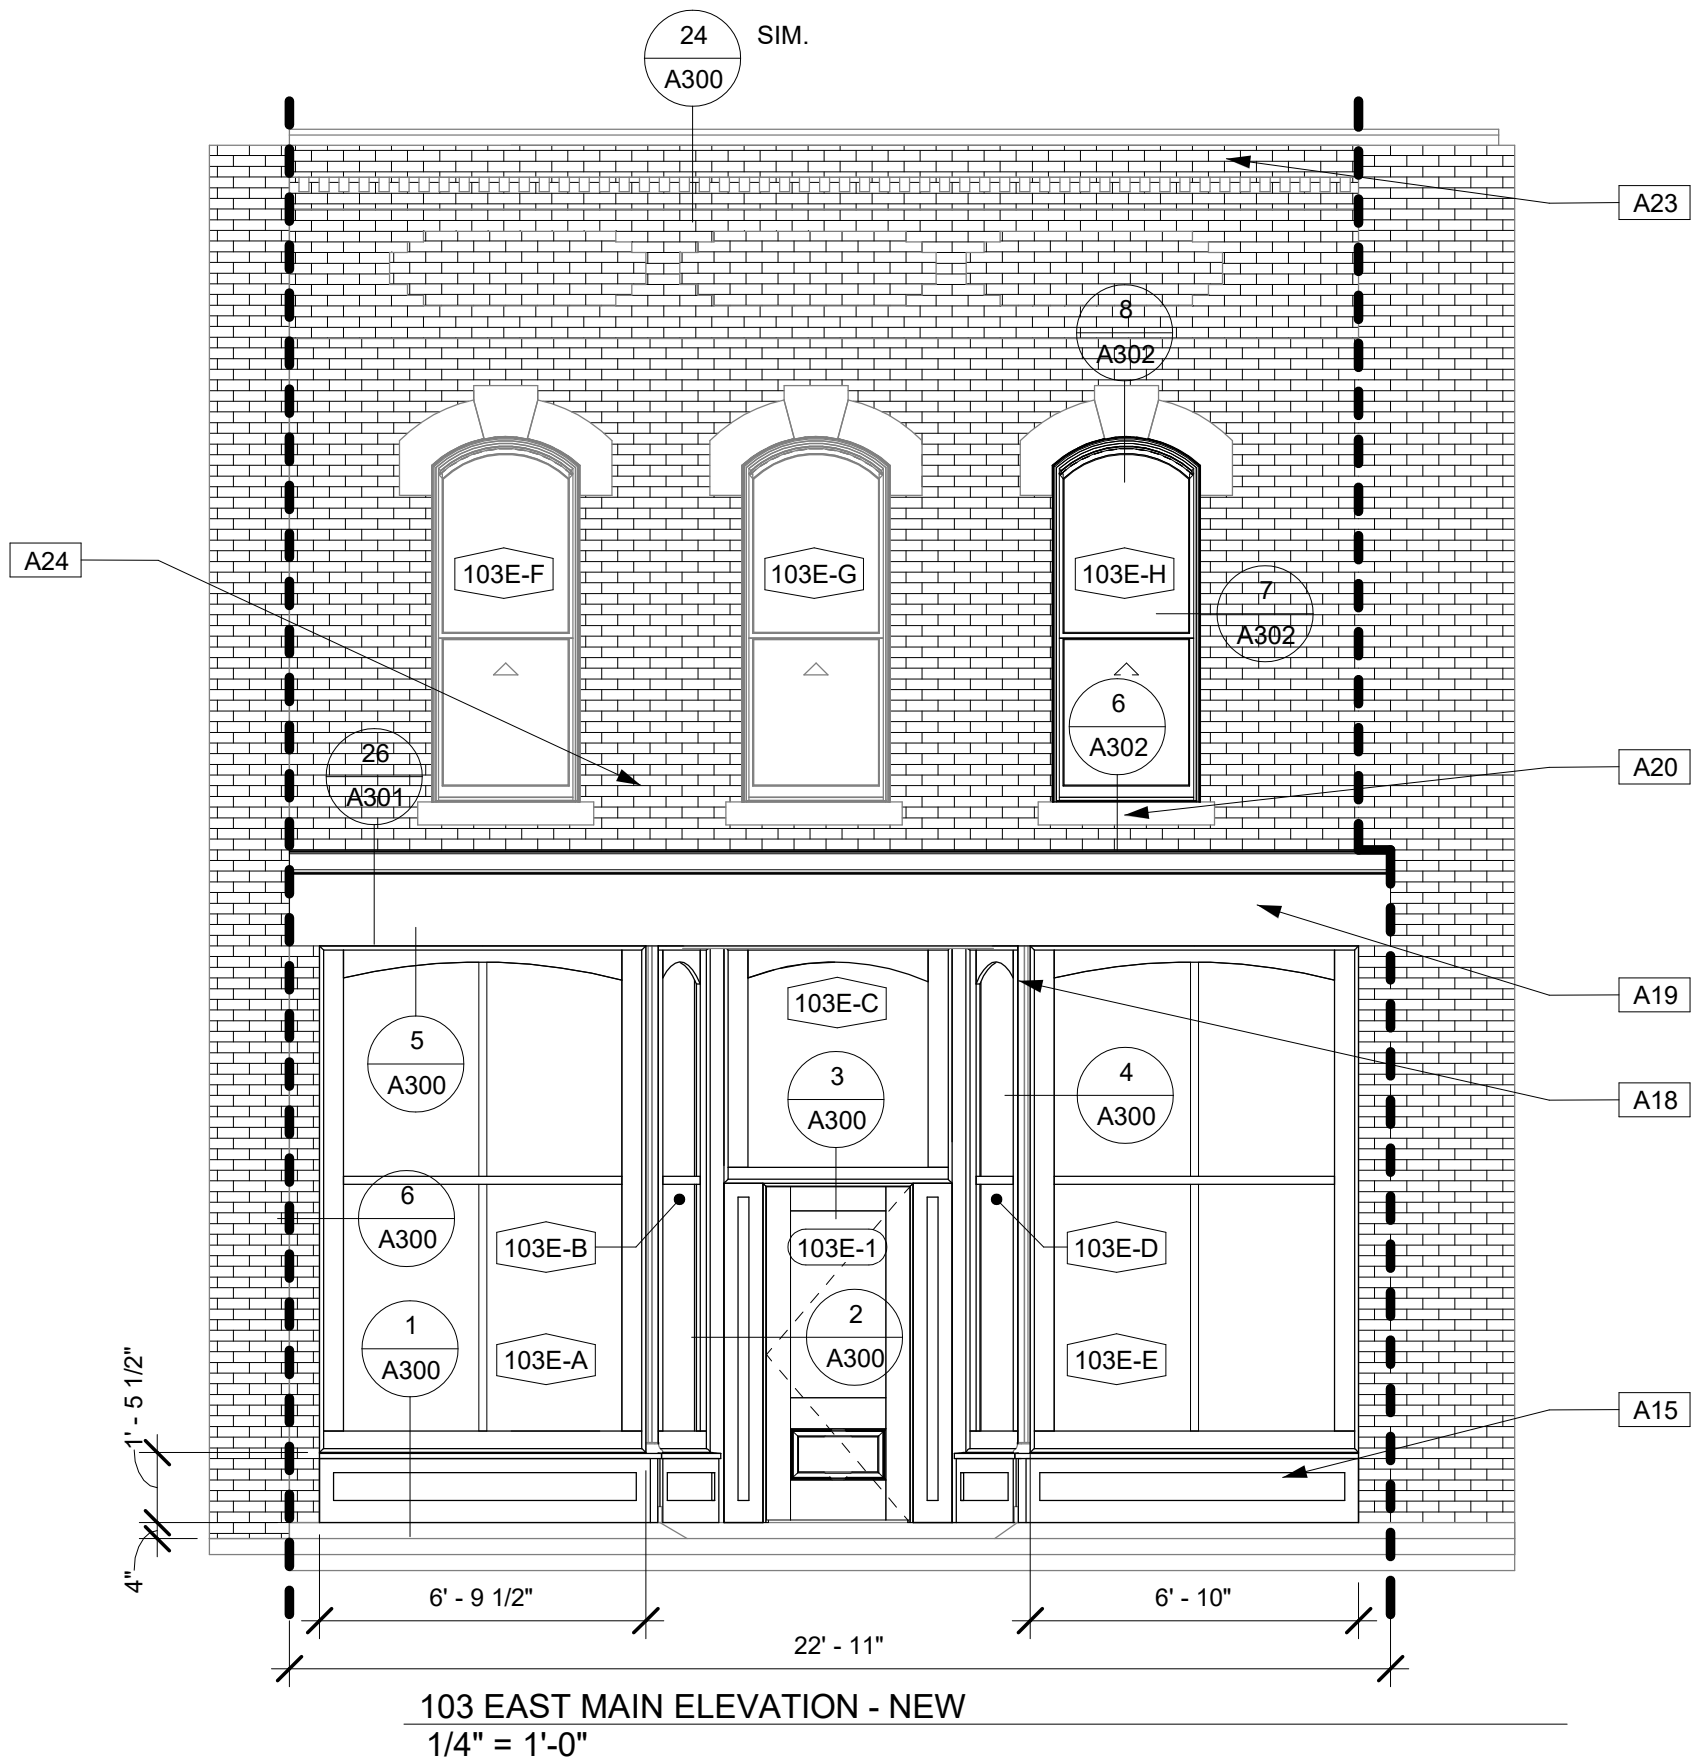 24 SIM.
A300
A23
8
A302
A24
103E-F
103E-G
103E-H
7
A302
6
A302
26
A301
A20
A19
103E-C
5
A300
3
A300
4
A300
A18
6
A300
103E-B
103E-1
103E-D
1
A300
103E-A
2
A300
103E-E
1' - 5 1/2"
A15
4"
6' - 9 1/2"
6' - 10"
22' - 11"
103 EAST MAIN ELEVATION - NEW
1/4" = 1'-0"